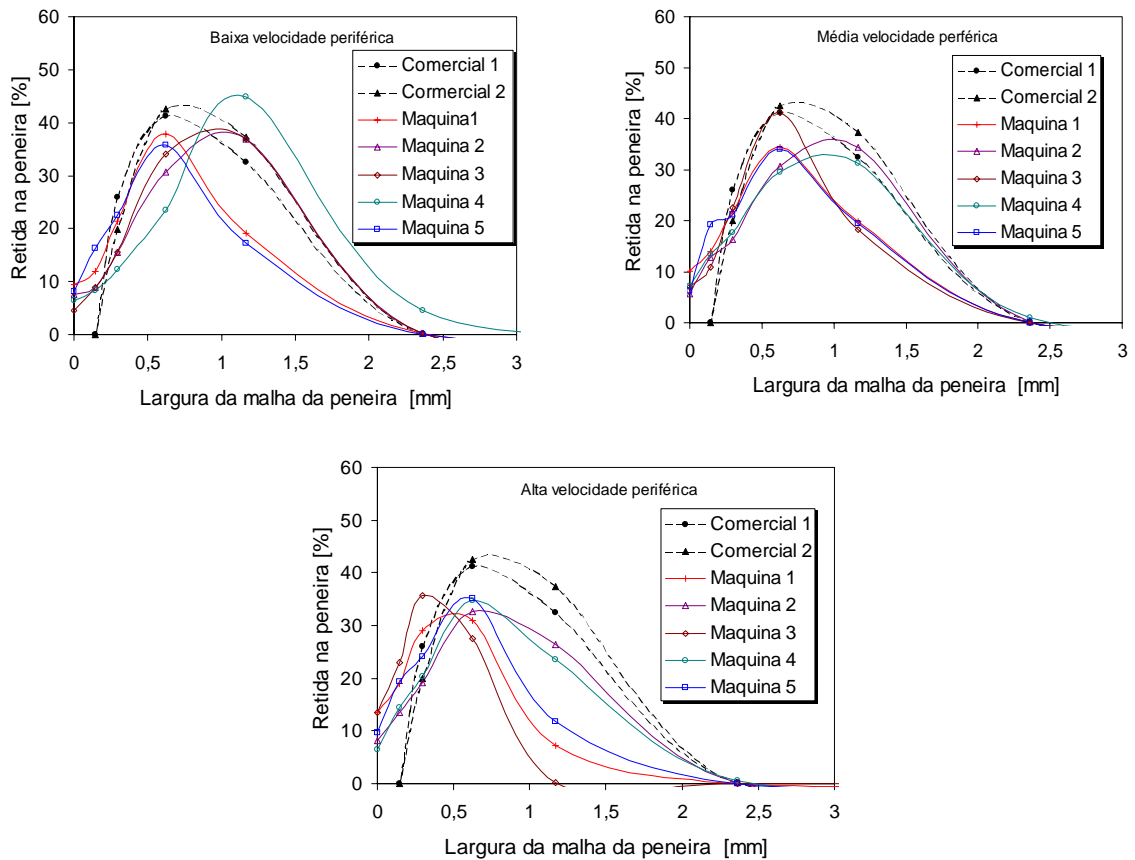 Baixa velocidade periférica
60
50
40
30
20
10
0
Retida na peneira [%]
Comercial 1
Cormercial 2
Maquina1
Maquina 2
Maquina 3
Maquina 4
Maquina 5
0 0,5 1 1,5 2 2,5 3
Largura da malha da peneira [mm]
Média velocidade periférica
60
50
40
30
20
10
0
Retida na peneira [%]
Comercial 1
Comercial 2
Maquina 1
Maquina 2
Maquina 3
Maquina 4
Maquina 5
0 0,5 1 1,5 2 2,5 3
Largura da malha da peneira [mm]
Alta velocidade periférica
60
50
40
30
20
10
0
Retida na peneira [%]
Comercial 1
Comercial 2
Maquina 1
Maquina 2
Maquina 3
Maquina 4
Maquina 5
0 0,5 1 1,5 2 2,5 3
Largura da malha da peneira [mm]